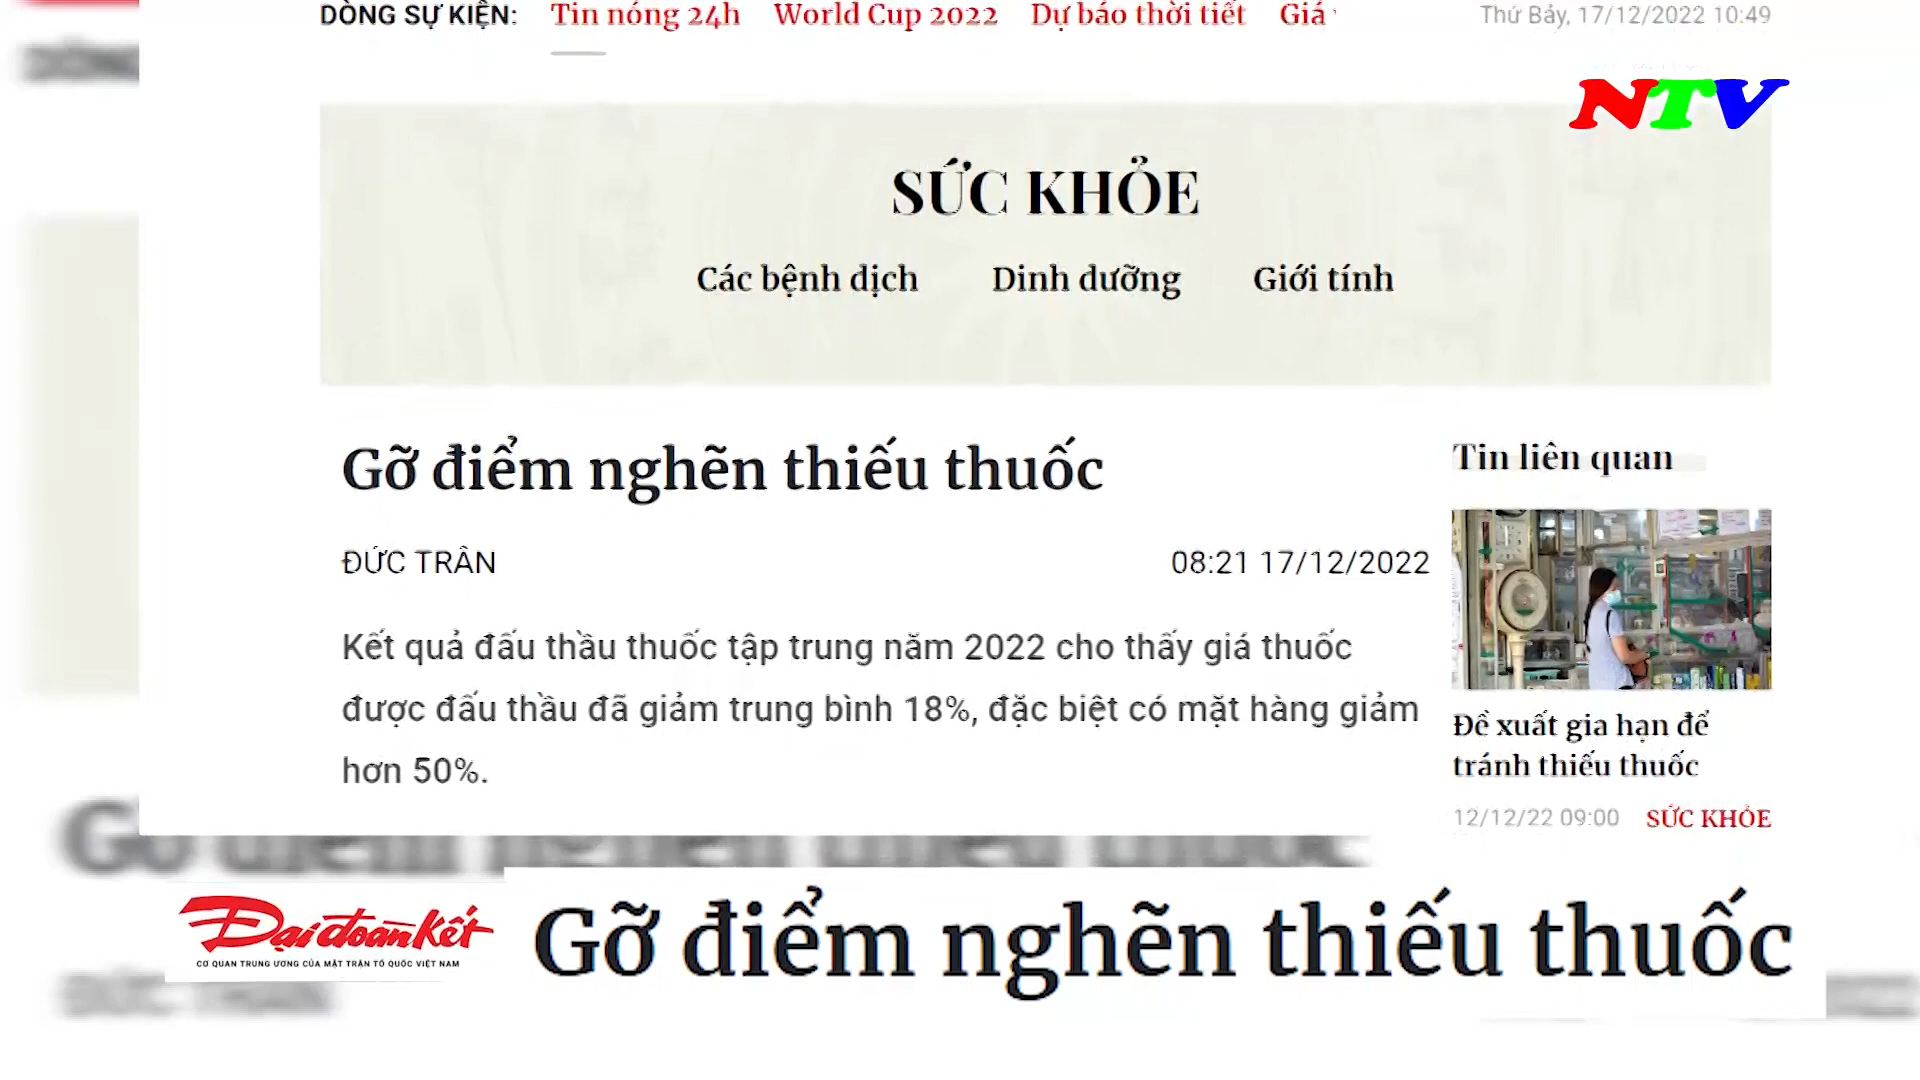 DÒNG SỰ KIỆN: Tin nóng 24h World Cup 2022 Dự báo thời tiết Giá
Thứ Bảy, 17/12/2022 10:49
NTV
SỨC KHỎE
Các bệnh dịch Dinh dưỡng Giới tính
Gỡ điểm nghẽn thiếu thuốc
ĐỨC TRÂN
08:21 17/12/2022
Kết quả đấu thầu thuốc tập trung năm 2022 cho thấy giá thuốc
được đấu thầu đã giảm trung bình 18%, đặc biệt có mặt hàng giảm
hơn 50%.
Tin liên quan
Đề xuất gia hạn để
tránh thiếu thuốc
12/12/22 09:00 SỨC KHỎE
Đại đoàn kết
CƠ QUAN TRUNG ƯƠNG CỦA MẶT TRẬN TỔ QUỐC VIỆT NAM
Gỡ điểm nghẽn thiếu thuốc